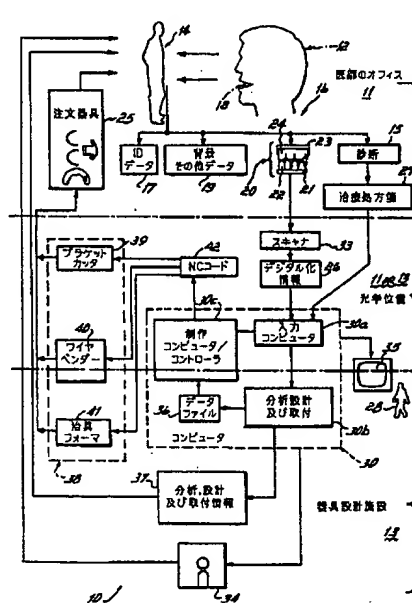 14
12
注文器具
25
医師のオフィス
11
18
16
IDデータ
17
背景
その他データ
19
20
24
23
22
21
診断
15
治療処方箋
27
スキャナ
33
デジタル化
情報
26
ブラケット
カッタ
39
42
NCコード
30c
制作
コンピュータ/
コントローラ
入力
コンピュータ
30a
35
28
ワイヤ
ベンダー
40
データ
ファイル
36
分析設計
及び取付
30b
コンピュータ
30
治具
フォーマ
41
38
37
分析、設計
及び取付情報
器具設計施設
13
34
10